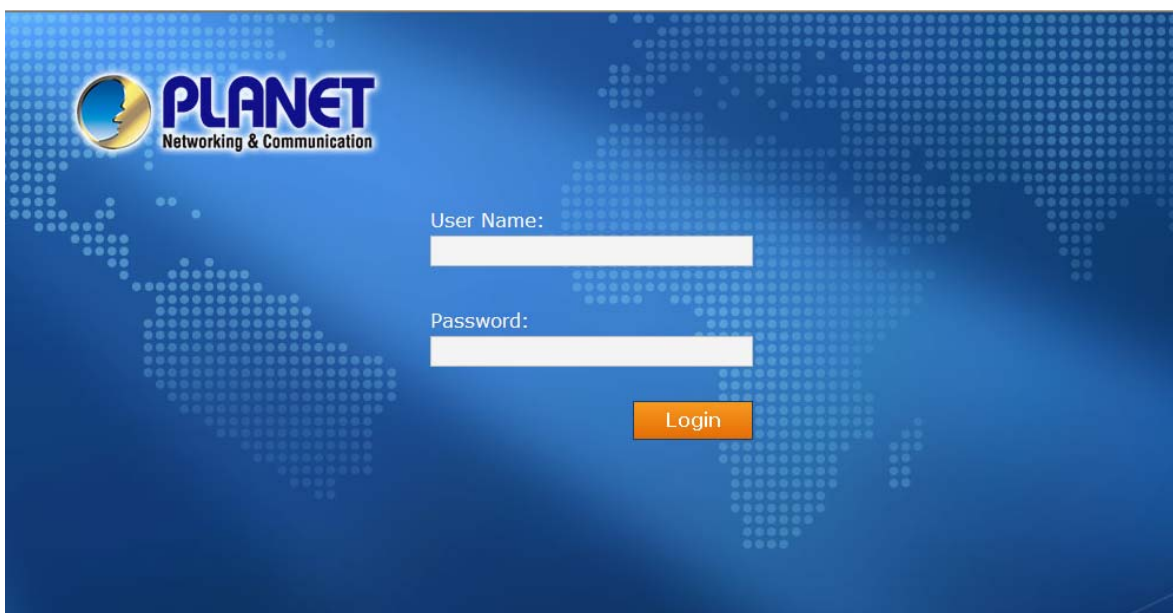 PLANET
Networking & Communication
User Name:
Password:
Login